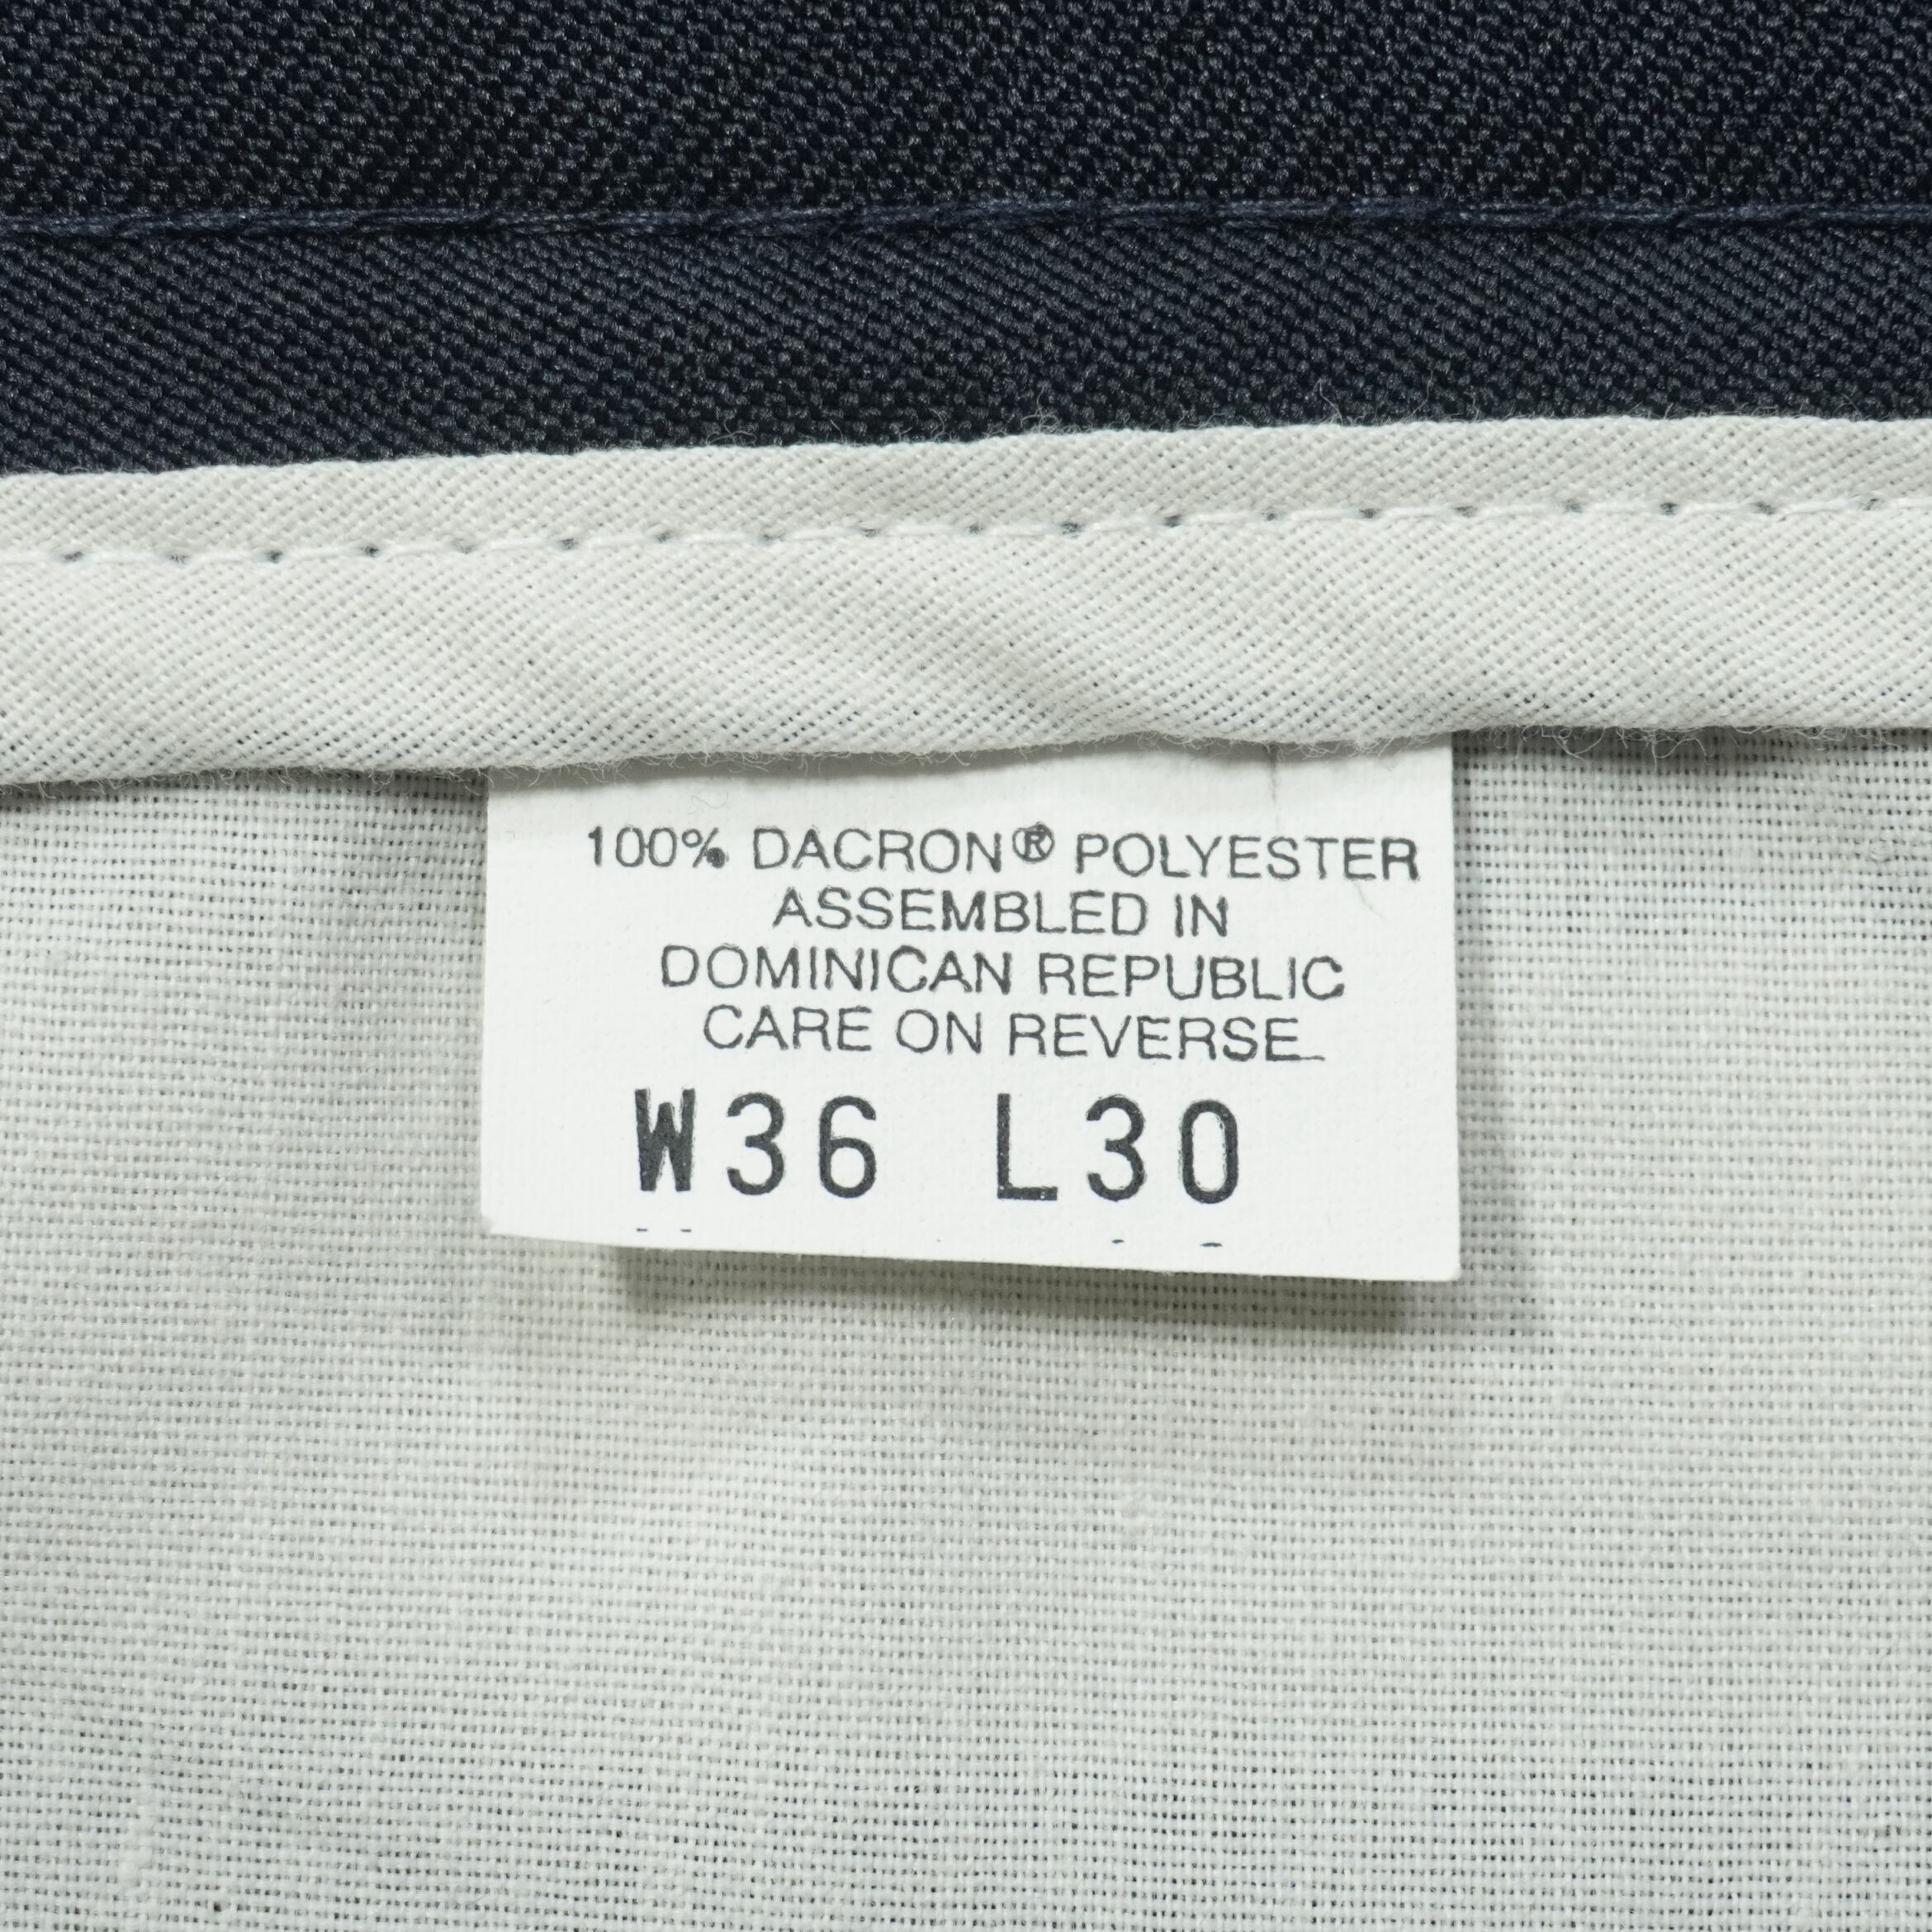 100% DACRON® POLYESTER
ASSEMBLED IN
DOMINICAN REPUBLIC
CARE ON REVERSE
W36 L30